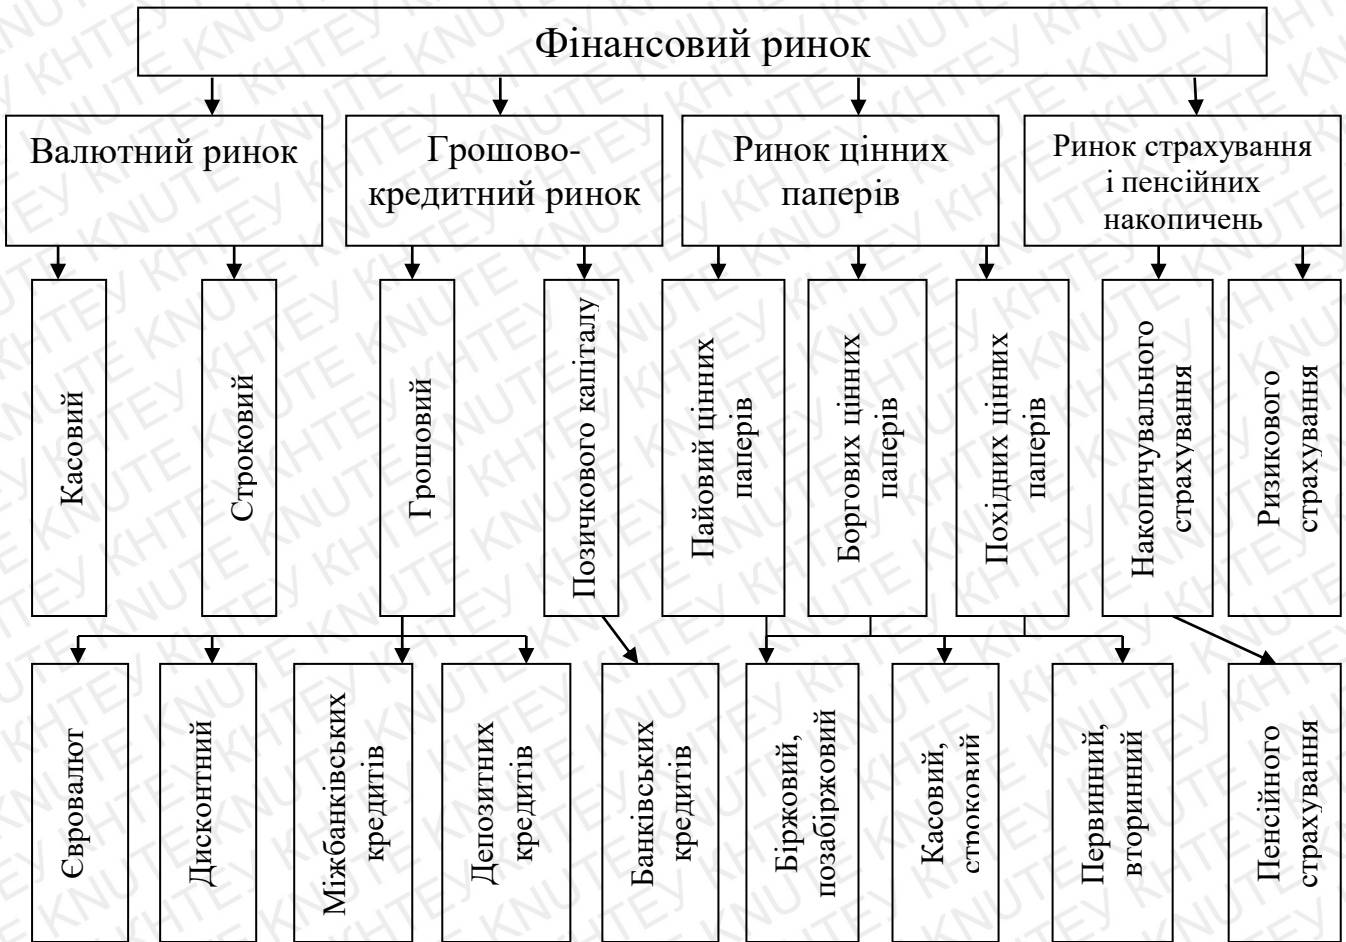 Фінансовий ринок
Валютний ринок
Грошово-
кредитний ринок
Ринок цінних
паперів
Ринок страхування
і пенсійних
накопичень
Касовий
Строковий
Грошовий
Позичкового капіталу
Пайовий цінних
паперів
Боргових цінних
паперів
Похідних цінних
паперів
Накопичувального
страхування
Ризикового
страхування
Євровалют
Дисконтний
Міжбанківських
кредитів
Депозитних
кредитів
Банківських
кредитів
Біржовий,
позабіржовий
Касовий,
строковий
Первинний,
вторинний
Пенсійного
страхування